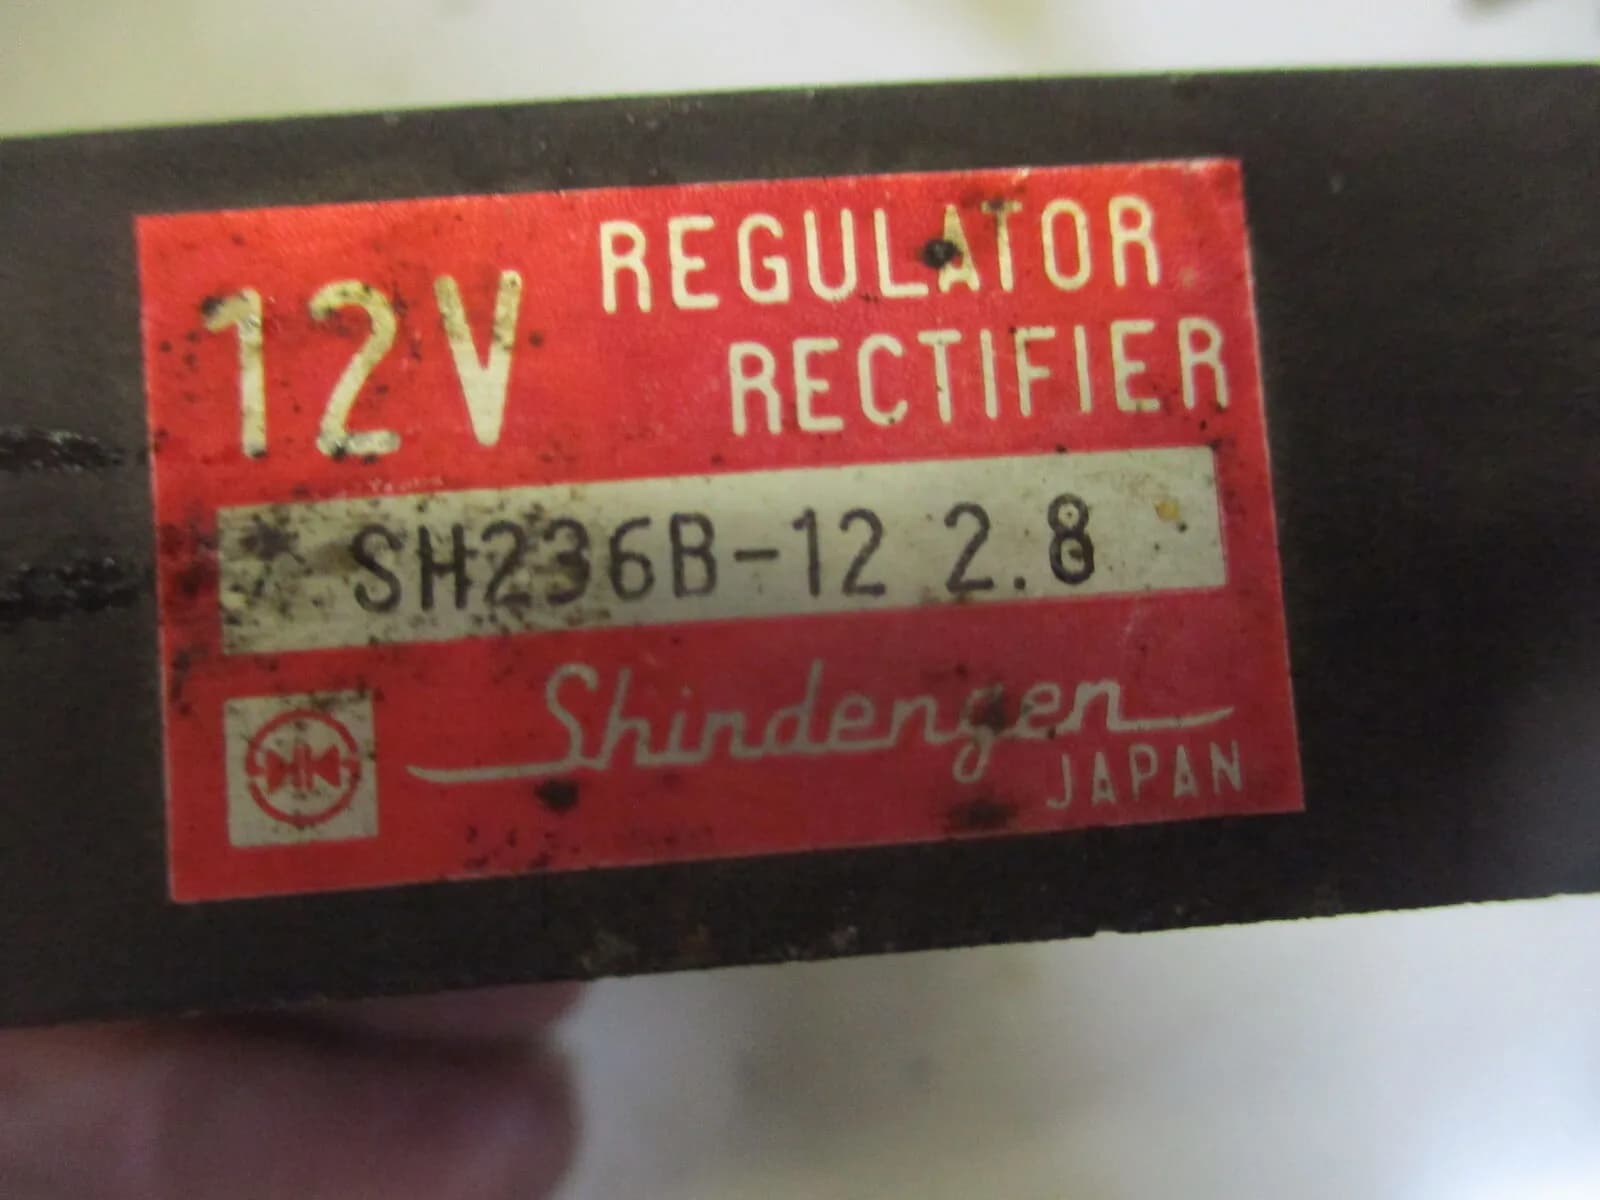 12V REGULATOR
RECTIFIER
SH236B-12 2.8
Shindengen
JAPAN